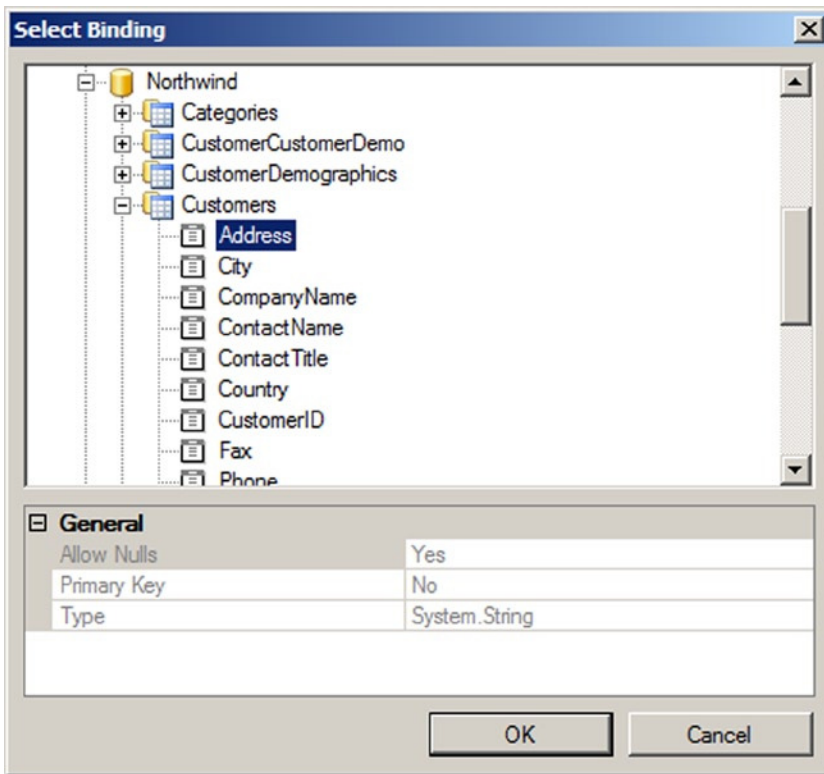 Select Binding
Northwind
Categories
CustomerCustomerDemo
CustomerDemographics
Customers
Address
City
CompanyName
ContactName
ContactTitle
Country
CustomerID
Fax
Phone
General
Allow Nulls Yes
Primary Key No
Type System.String
OK Cancel